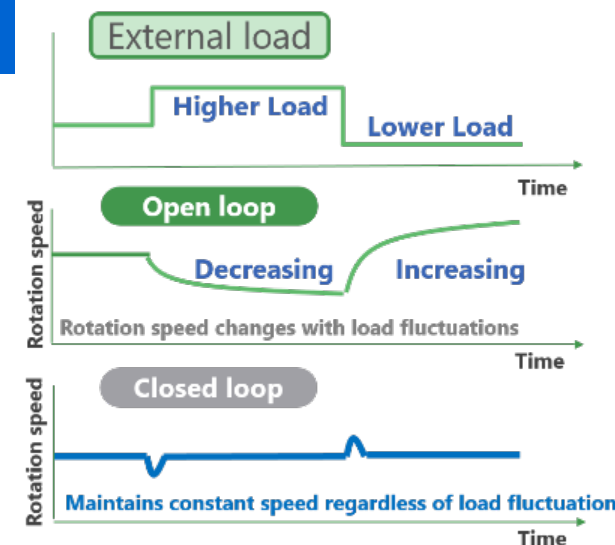 External load
Higher Load
Lower Load
Time
Open loop
Rotation speed
Decreasing
Increasing
Rotation speed changes with load fluctuations
Time
Closed loop
Rotation speed
Maintains constant speed regardless of load fluctuation
Time